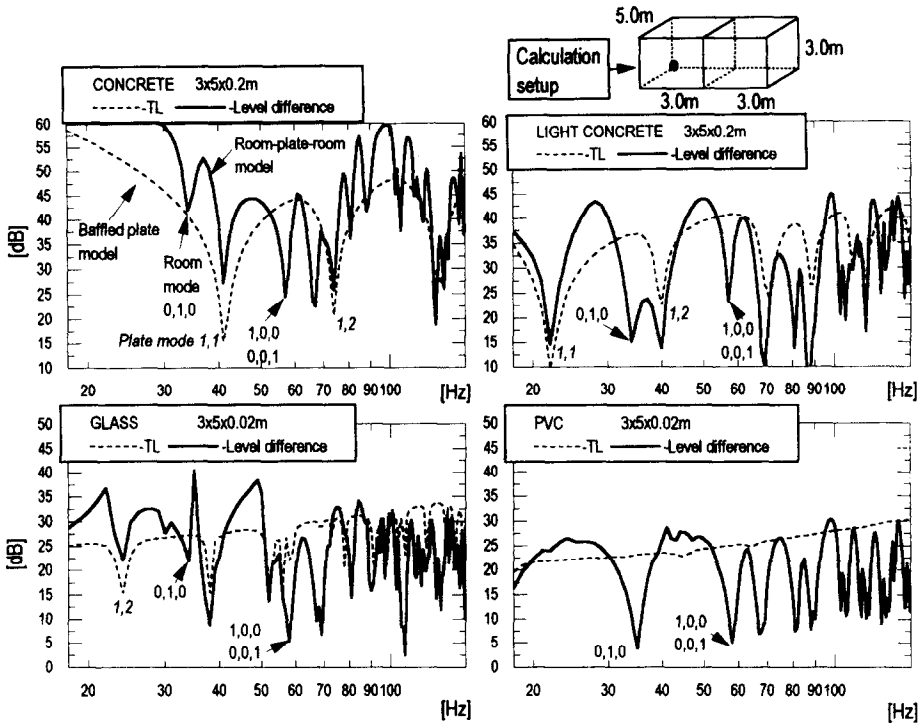 5.0m
3.0m
Calculation
setup
3.0m 3.0m
CONCRETE 3x5x0.2m
TL Level difference
60
55
50
45
40
35
30
25
20
15
10
[dB]
Room-plate-room
model
Baffled plate
model
Room
mode
0,1,0
Plate mode 1,1
1,0,0
0,0,1
1,2
20 30 40 50 60 70 80 90 100
[Hz]
LIGHT CONCRETE 3x5x0.2m
TL Level difference
60
55
50
45
40
35
30
25
20
15
10
1,1
0,1,0
1,2
1,0,0
0,0,1
20 30 40 50 60 70 80 90 100
[Hz]
GLASS 3x5x0.02m
TL -Level difference
50
45
40
35
30
25
20
15
10
5
0
[dB]
1,2
0,1,0
1,0,0
0,0,1
20 30 40 50 60 70 80 90 100
[Hz]
PVC 3x5x0.02m
TL -Level difference
50
45
40
35
30
25
20
15
10
5
0
0,1,0
1,0,0
0,0,1
20 30 40 50 60 70 80 90 100
[Hz]